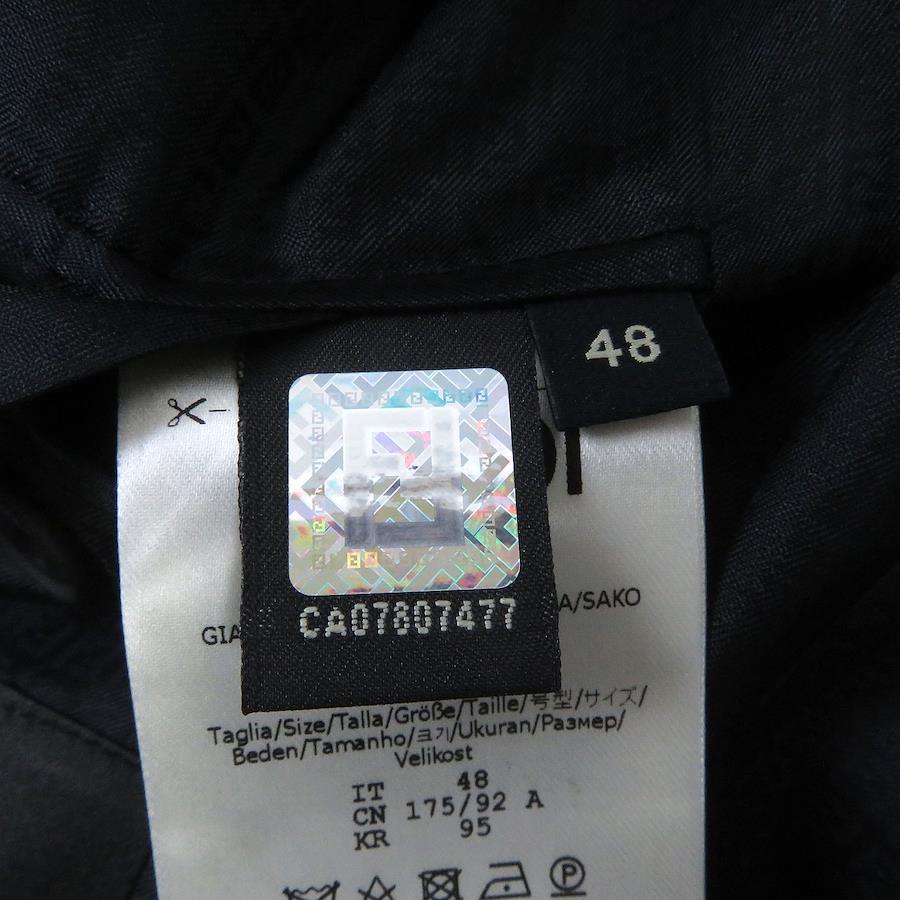 48
CA07807477
GIA
A/SAKO
Taglia/Size/Talla/Größe/Taille/号型/サイズ/
Beden/Tamanho/크기/Ukuran/Размер/
Velikost
IT 48
CN 175/92 A
KR 95
P